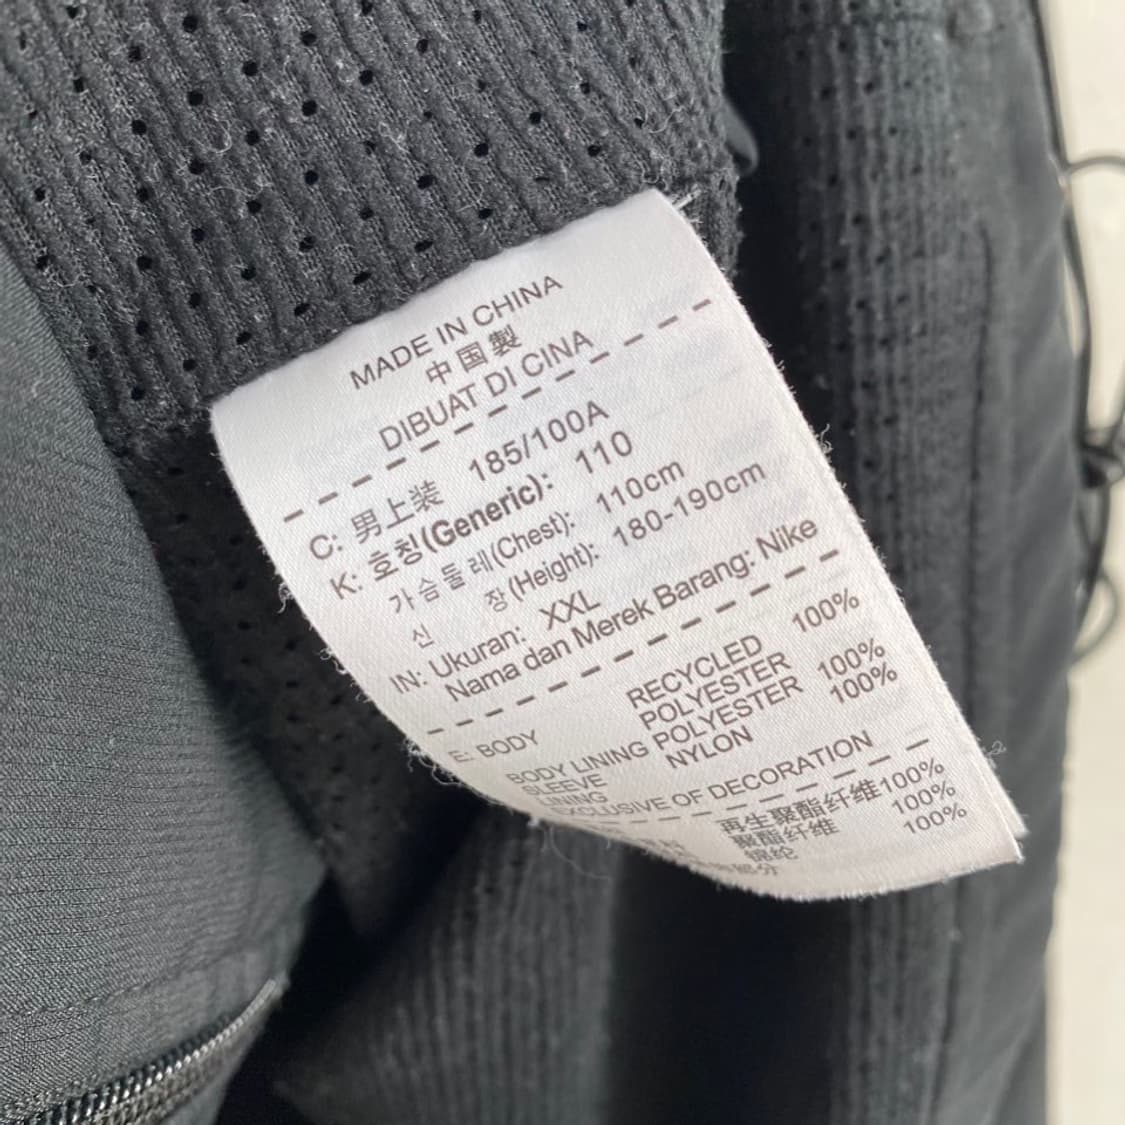 MADE IN CHINA
中国製
DIBUAT DI CINA
C: 男上装 185/100A
K: 호칭(Generic): 110
가슴둘레(Chest): 110cm
신 장(Height): 180-190cm
IN: Ukuran: XXL
Nama dan Merek Barang: Nike
E: BODY RECYCLED 100%
POLYESTER
BODY LINING POLYESTER 100%
SLEEVE NYLON 100%
LINING
EXCLUSIVE OF DECORATION
再生聚酯纤维100%
聚酯纤维 100%
锦纶 100%
部分